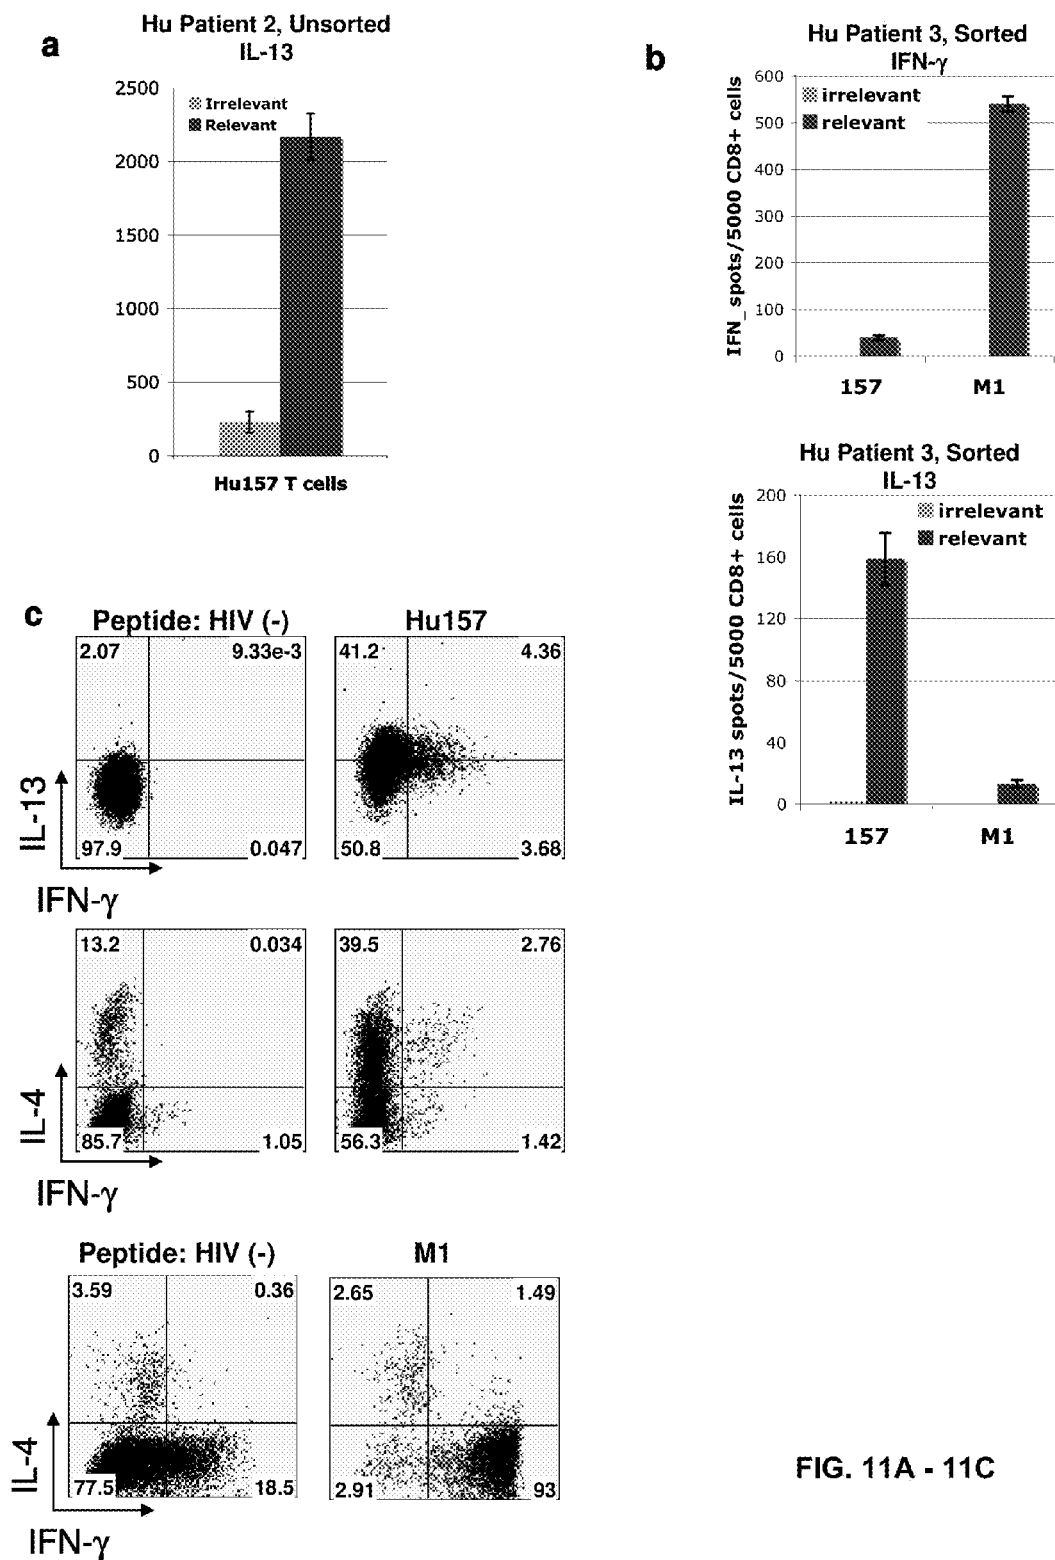 a
Hu Patient 2, Unsorted
IL-13
2500
2000
1500
1000
500
0
Irrelevant
Relevant
Hu157 T cells
b
Hu Patient 3, Sorted
IFN-γ
IFN_ spots/5000 CD8+ cells
600
500
400
300
200
100
0
irrelevant
relevant
157 M1
Hu Patient 3, Sorted
IL-13
IL-13 spots/5000 CD8+ cells
200
160
120
80
40
0
irrelevant
relevant
157 M1
c
Peptide: HIV (-) Hu157
2.07 9.33e-3 41.2 4.36
97.9 0.047 50.8 3.68
IL-13
IFN-γ
13.2 0.034 39.5 2.76
85.7 1.05 56.3 1.42
IL-4
IFN-γ
Peptide: HIV (-) M1
3.59 0.36 2.65 1.49
77.5 18.5 2.91 93
IL-4
IFN-γ
FIG. 11A - 11C